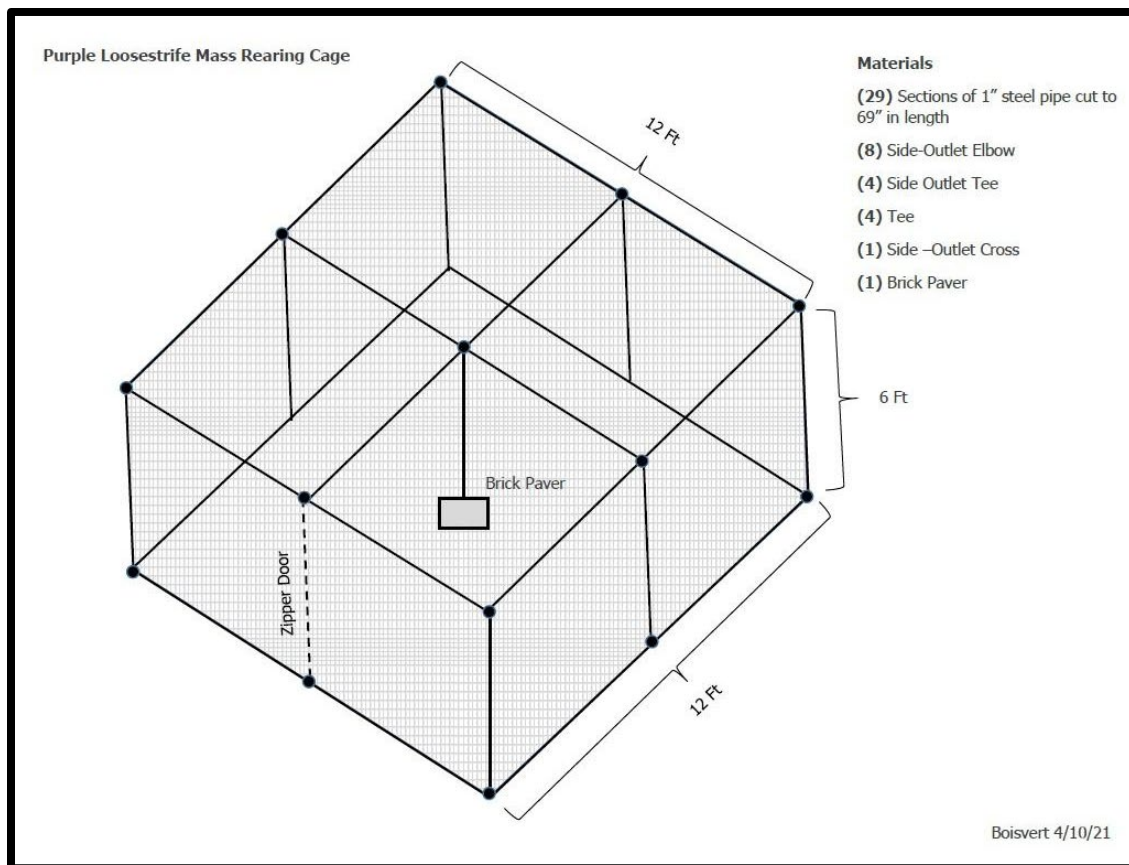 Purple Loosestrife Mass Rearing Cage
Materials
(29) Sections of 1” steel pipe cut to
69” in length
(8) Side-Outlet Elbow
(4) Side Outlet Tee
(4) Tee
(1) Side –Outlet Cross
(1) Brick Paver
12 Ft
6 Ft
Brick Paver
Zipper Door
12 Ft
Boisvert 4/10/21